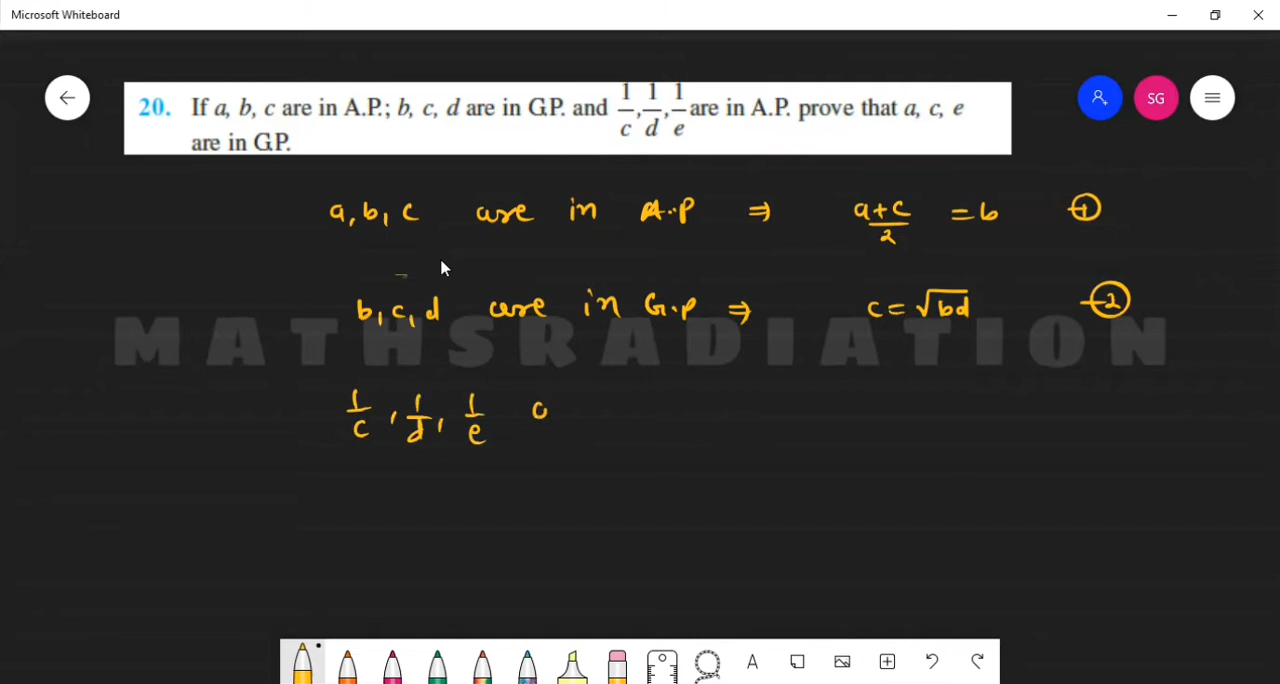 Microsoft Whiteboard
SG
20. If a, b, c are in A.P.; b, c, d are in G.P. and 1/c, 1/d, 1/e are in A.P. prove that a, c, e
are in G.P.
a, b, c are in A.P ⇒ (a+c)/2 = b —①
b, c, d are in G.P ⇒ c = √bd —②
MATHSRADIATION
1/c, 1/d, 1/e
A